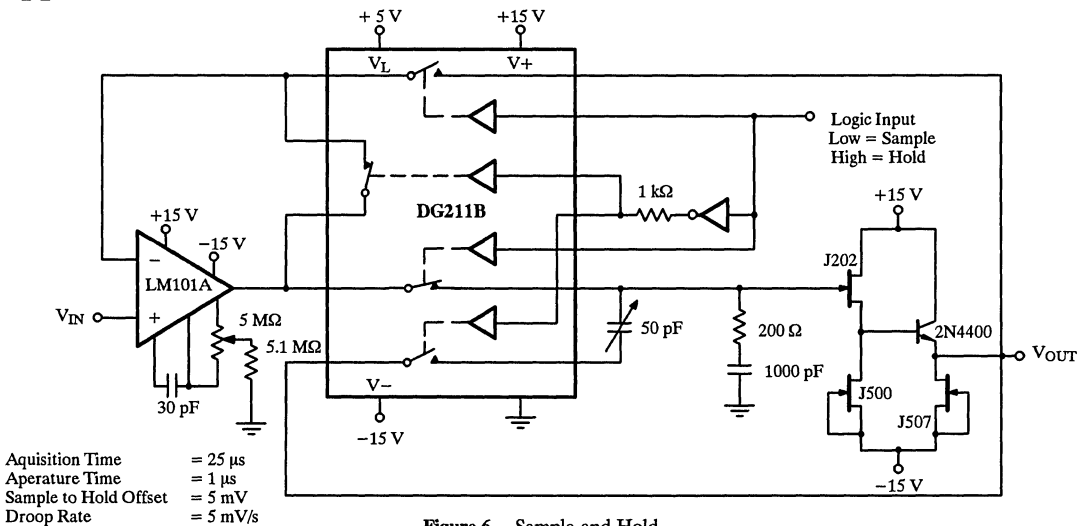 + 5 V
+15 V
VL
V+
Logic Input
Low = Sample
High = Hold
1 kΩ
DG211B
+15 V
+15 V
−15 V
J202
−
LM101A
VIN
+
5 MΩ
5.1 MΩ
50 pF
200 Ω
2N4400
VOUT
1000 pF
30 pF
V−
J500
J507
−15 V
−15 V
Aquisition Time = 25 µs
Aperature Time = 1 µs
Sample to Hold Offset = 5 mV
Droop Rate = 5 mV/s
Figure 6. Sample and Hold